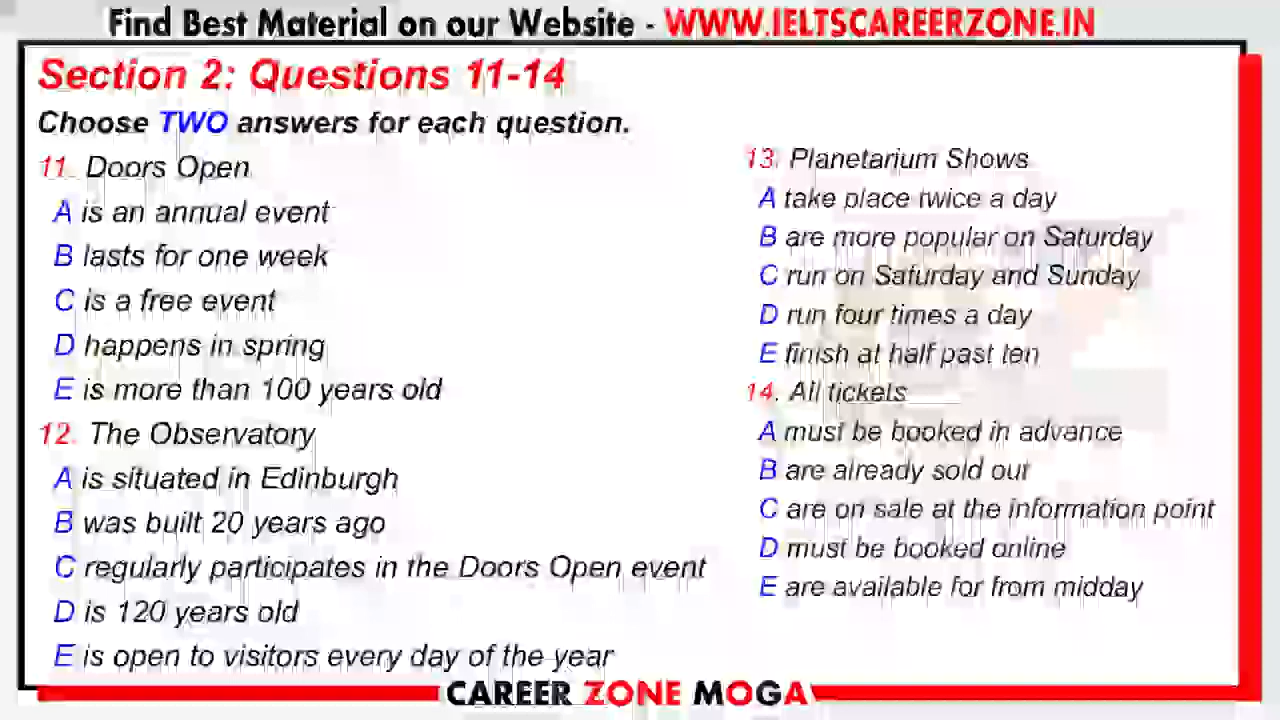 Find Best Material on our Website - WWW.IELTSCAREERZONE.IN
Section 2: Questions 11-14
Choose TWO answers for each question.
11. Doors Open
A is an annual event
B lasts for one week
C is a free event
D happens in spring
E is more than 100 years old
12. The Observatory
A is situated in Edinburgh
B was built 20 years ago
C regularly participates in the Doors Open event
D is 120 years old
E is open to visitors every day of the year
13. Planetarium Shows
A take place twice a day
B are more popular on Saturday
C run on Saturday and Sunday
D run four times a day
E finish at half past ten
14. All tickets
A must be booked in advance
B are already sold out
C are on sale at the information point
D must be booked online
E are available for from midday
CAREER ZONE MOGA